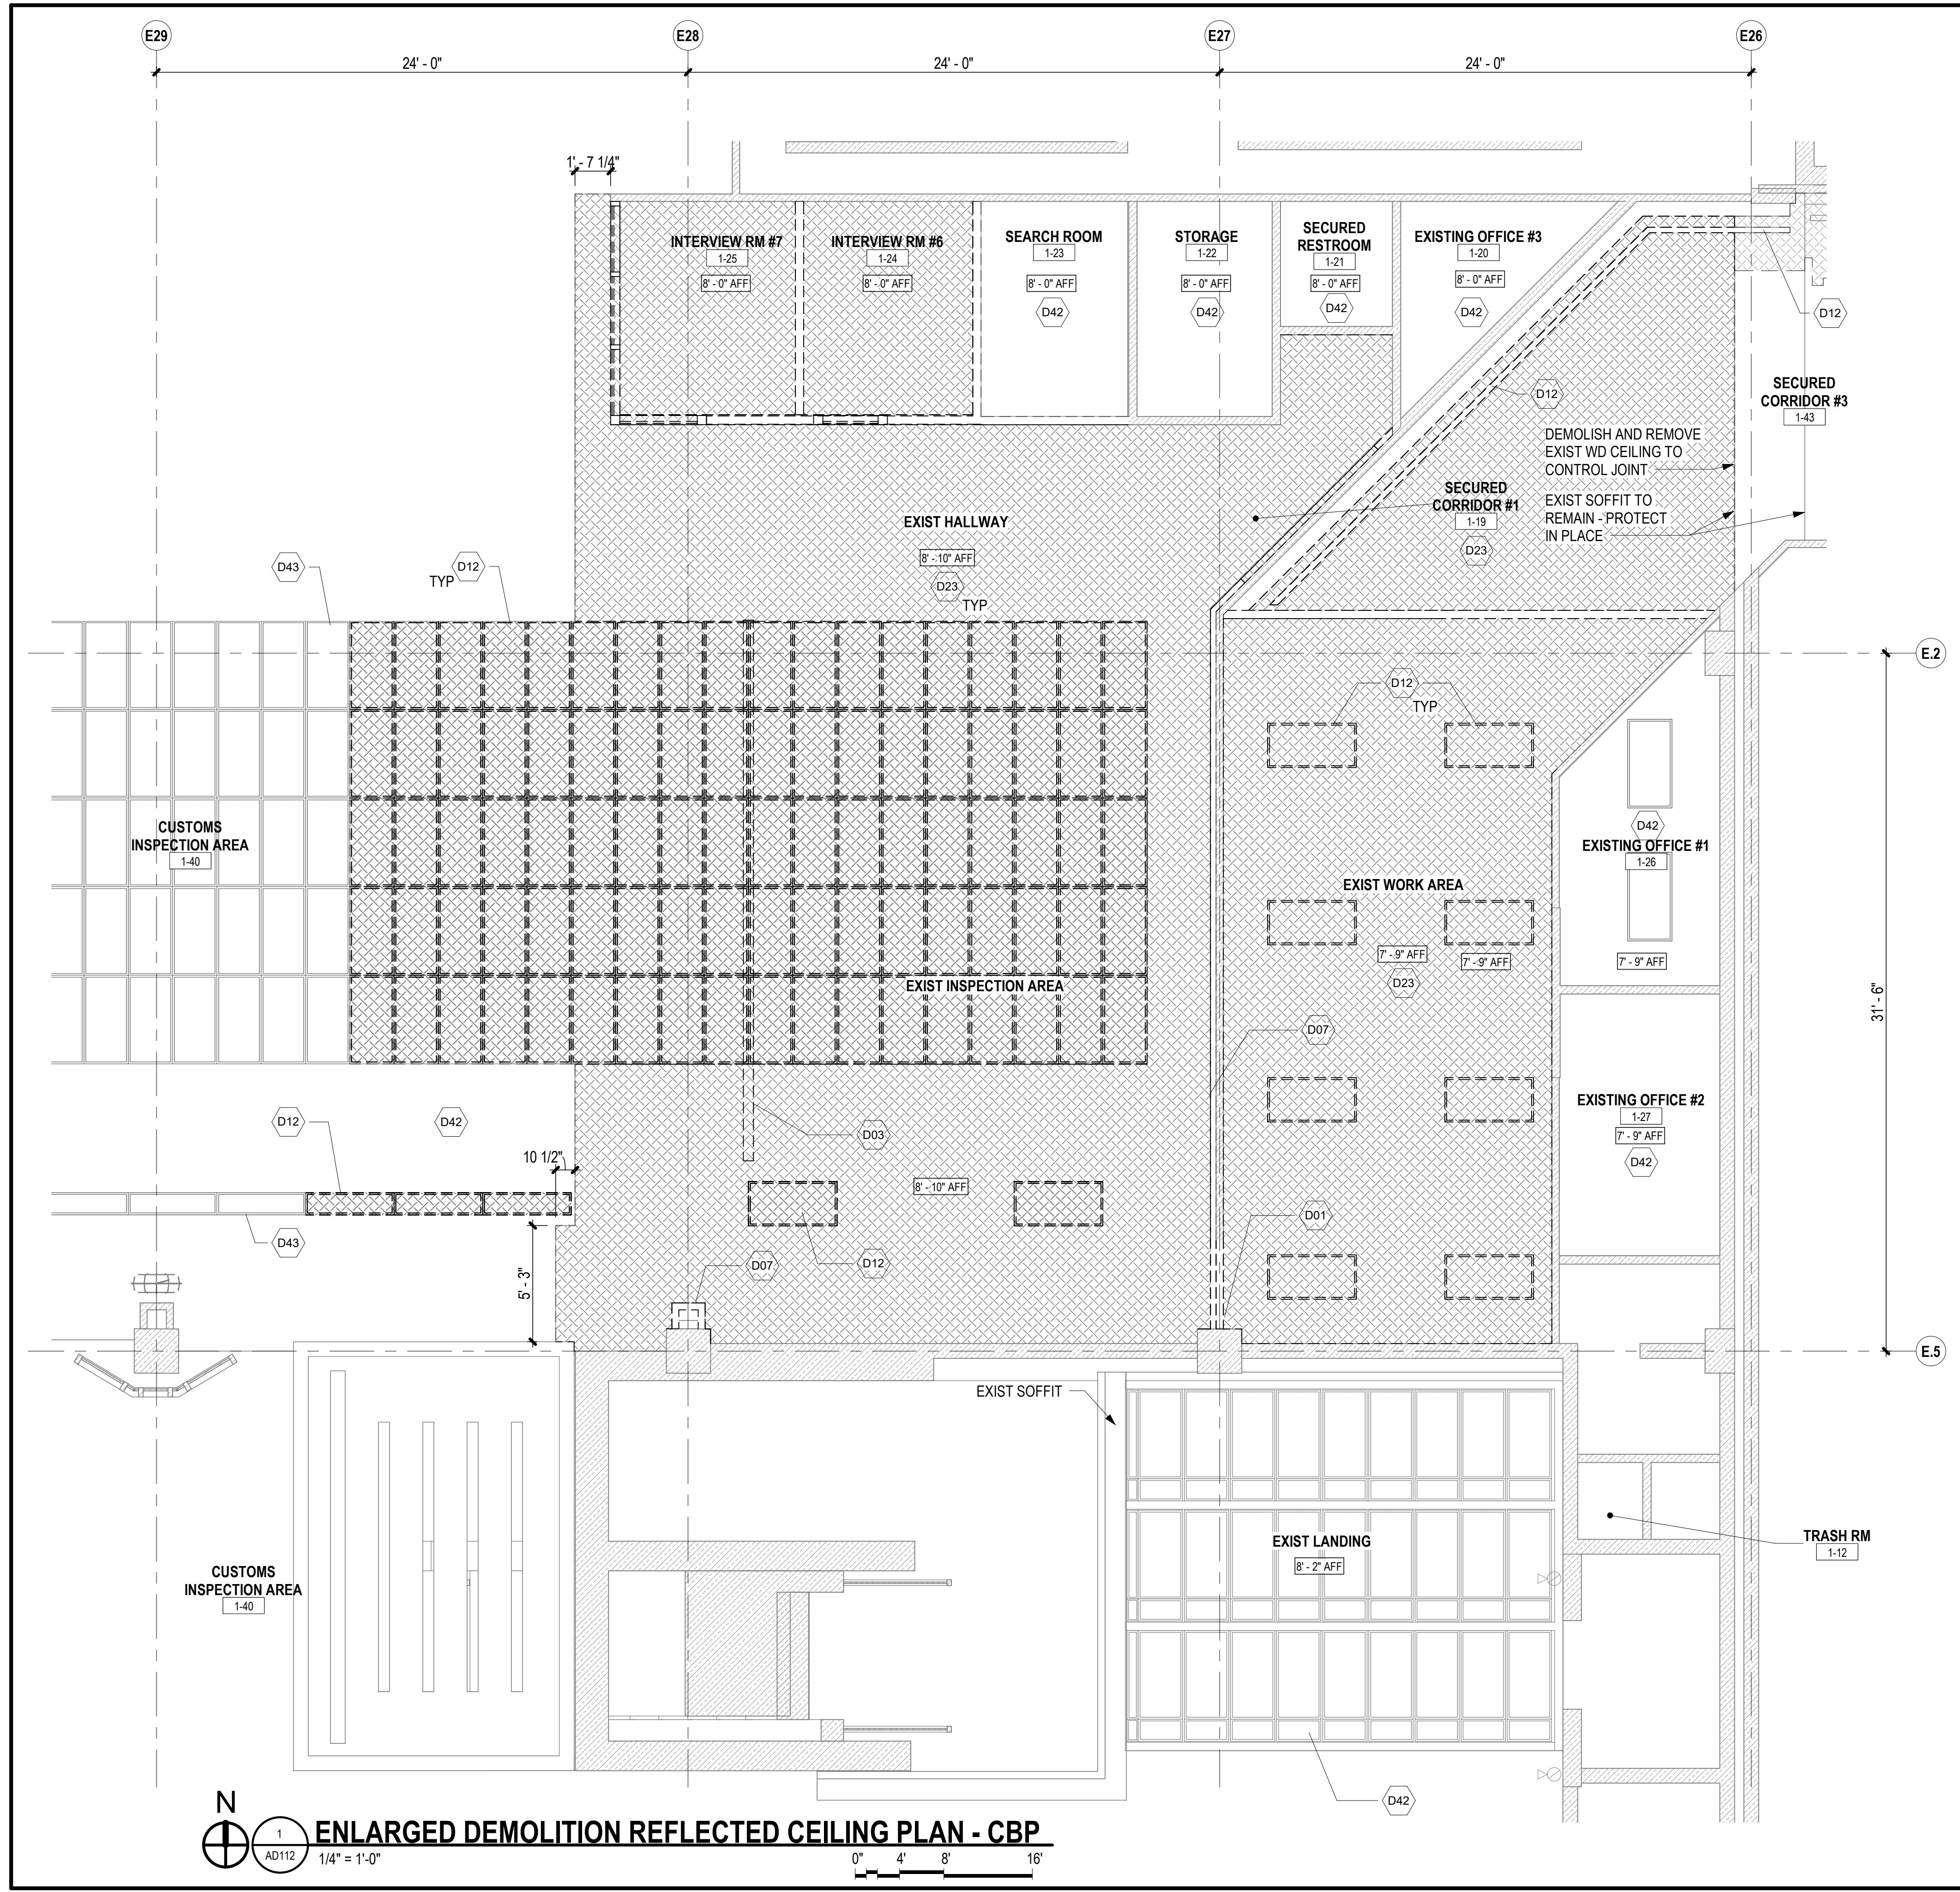 E29
E28
E27
E26
24' - 0"
24' - 0"
24' - 0"
1' - 7 1/4"
INTERVIEW RM #7
1-25
8' - 0" AFF
INTERVIEW RM #6
1-24
8' - 0" AFF
SEARCH ROOM
1-23
8' - 0" AFF
D42
STORAGE
1-22
8' - 0" AFF
D42
SECURED
RESTROOM
1-21
8' - 0" AFF
D42
EXISTING OFFICE #3
1-20
8' - 0" AFF
D42
D12
D12
SECURED
CORRIDOR #3
1-43
DEMOLISH AND REMOVE
EXIST WD CEILING TO
CONTROL JOINT
EXIST SOFFIT TO
REMAIN - PROTECT
IN PLACE
SECURED
CORRIDOR #1
1-19
D23
EXIST HALLWAY
8' - 10" AFF
D23
TYP
D43
D12
TYP
E.2
D12
TYP
CUSTOMS
INSPECTION AREA
1-40
D42
EXISTING OFFICE #1
1-26
7' - 9" AFF
EXIST WORK AREA
7' - 9" AFF
7' - 9" AFF
D23
EXIST INSPECTION AREA
31' - 6"
D07
EXISTING OFFICE #2
1-27
7' - 9" AFF
D42
D12
D42
D03
10 1/2"
8' - 10" AFF
D01
D43
5' - 3"
D07
D12
E.5
EXIST SOFFIT
EXIST LANDING
8' - 2" AFF
TRASH RM
1-12
CUSTOMS
INSPECTION AREA
1-40
D42
N
1
AD112
ENLARGED DEMOLITION REFLECTED CEILING PLAN - CBP
1/4" = 1'-0"
0" 4' 8' 16'